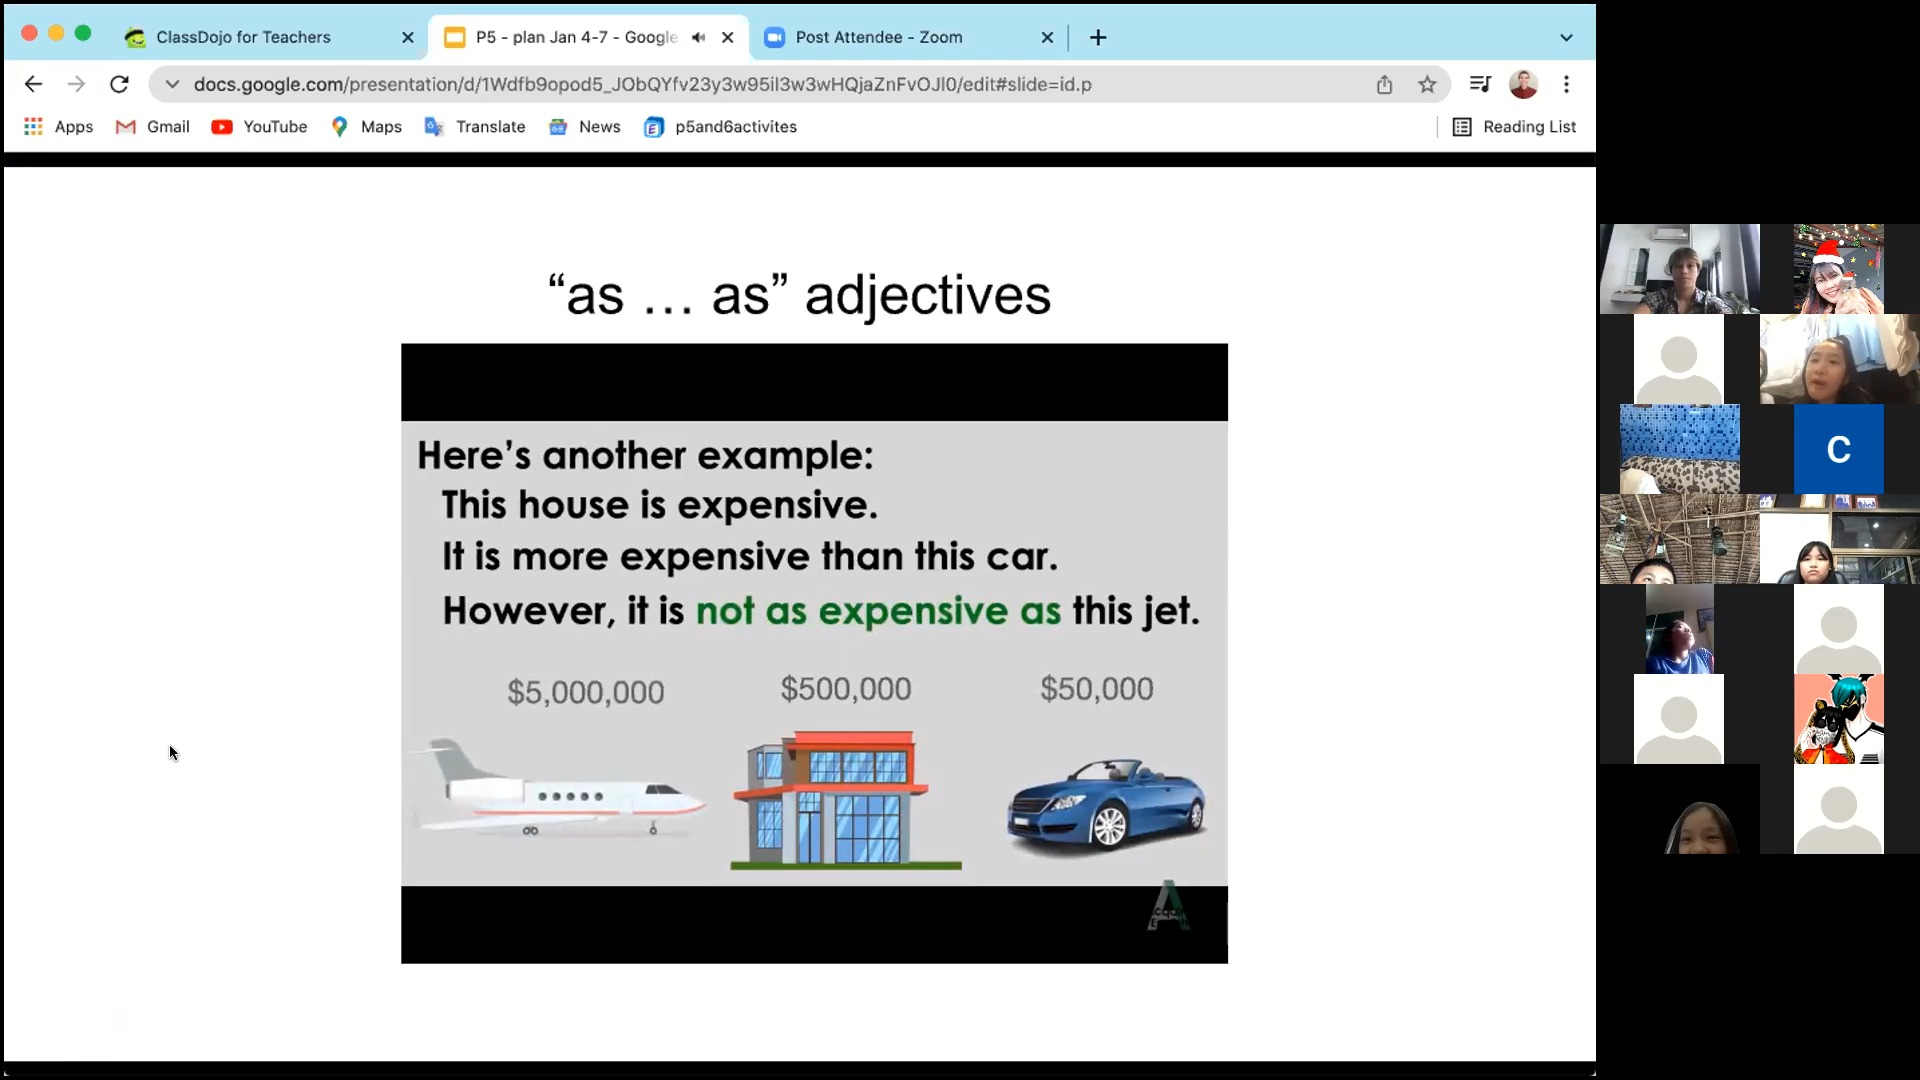 ClassDojo for Teachers
P5 - plan Jan 4-7 - Google
Post Attendee - Zoom
docs.google.com/presentation/d/1Wdfb9opod5_JObQYfv23y3w95il3w3wHQjaZnFvOJl0/edit#slide=id.p
Apps
Gmail
YouTube
Maps
Translate
News
p5and6activites
Reading List
“as … as” adjectives
Here’s another example:
This house is expensive.
It is more expensive than this car.
However, it is not as expensive as this jet.
$5,000,000
$500,000
$50,000
C